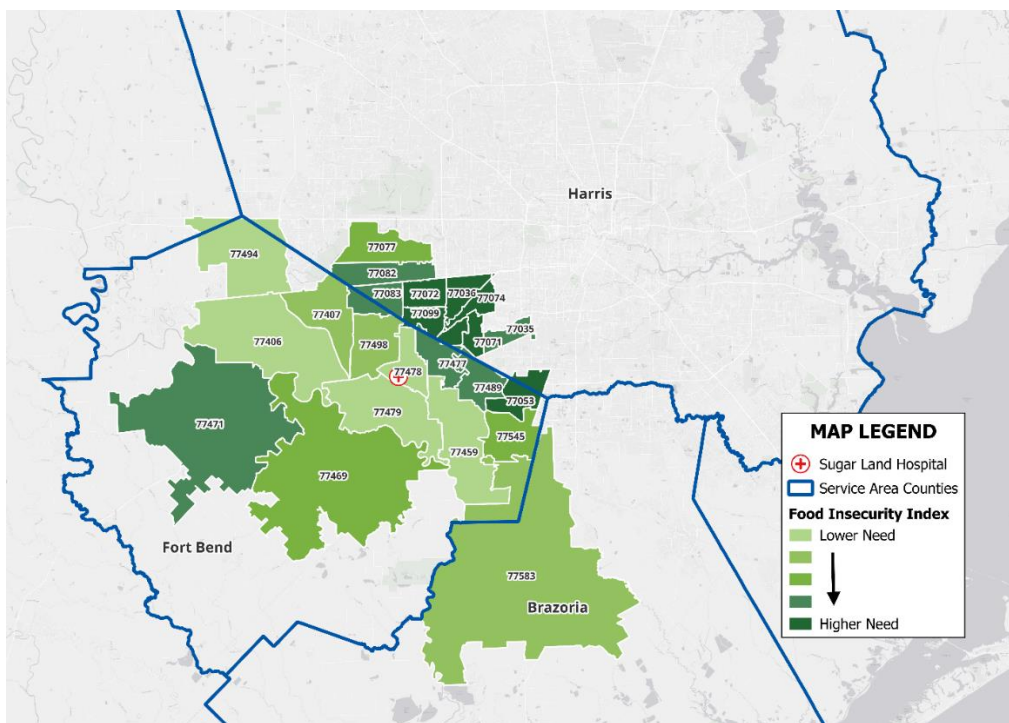 Harris
77494
77077
77082
77083
77072
77036
77074
77099
77407
77035
77071
77406
77498
77477
77478
77489
77053
77479
77471
77545
77459
77469
Fort Bend
77583
Brazoria
MAP LEGEND
Sugar Land Hospital
Service Area Counties
Food Insecurity Index
Lower Need
Higher Need